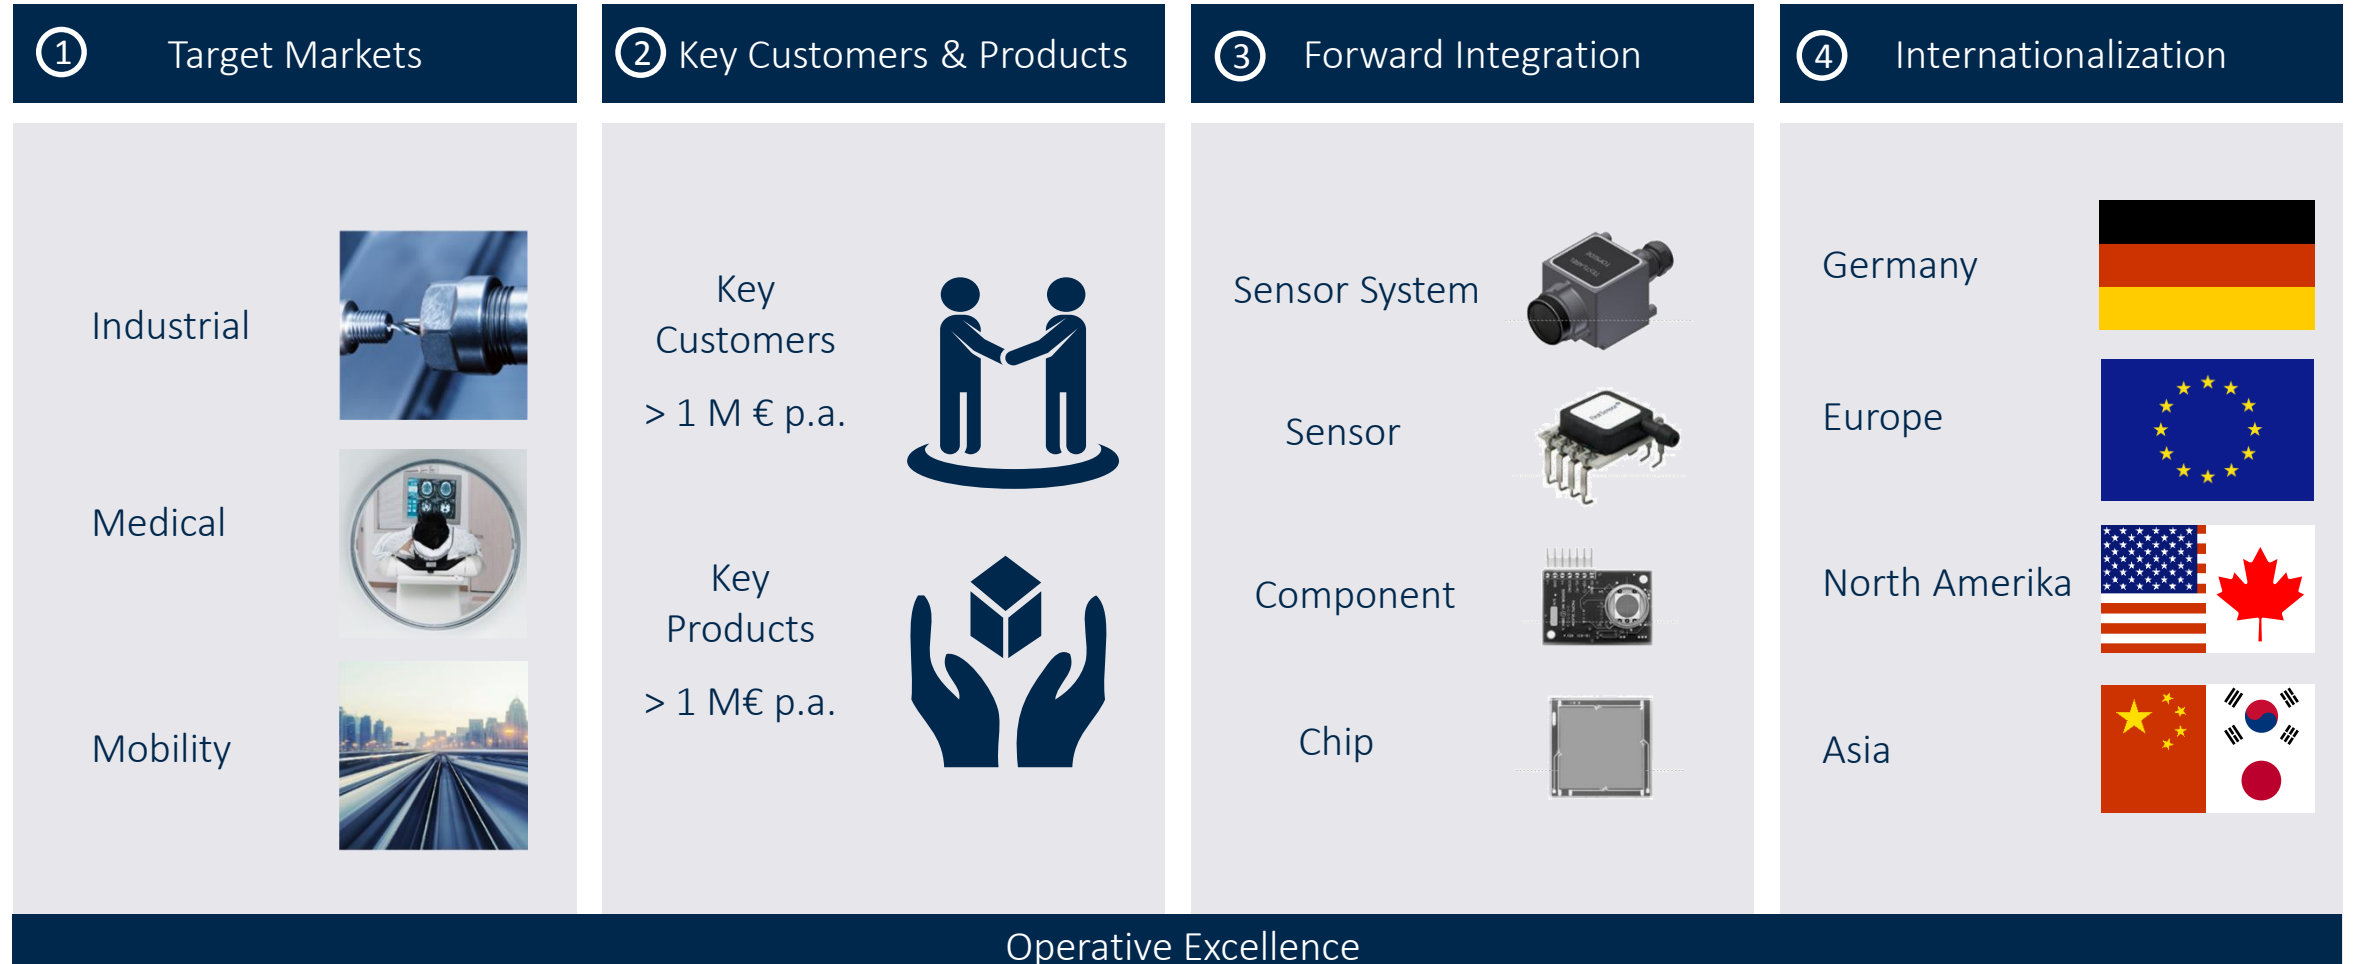 1 Target Markets
Industrial
Medical
Mobility
2 Key Customers & Products
Key
Customers
> 1 M € p.a.
Key
Products
> 1 M€ p.a.
3 Forward Integration
Sensor System
Sensor
Component
Chip
4 Internationalization
Germany
Europe
North Amerika
Asia
Operative Excellence